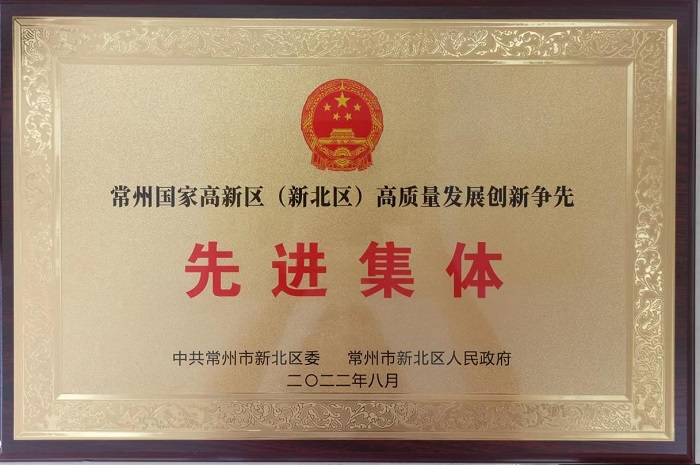 常州国家高新区（新北区）高质量发展创新争先
先进集体
中共常州市新北区委 常州市新北区人民政府
二〇二二年八月